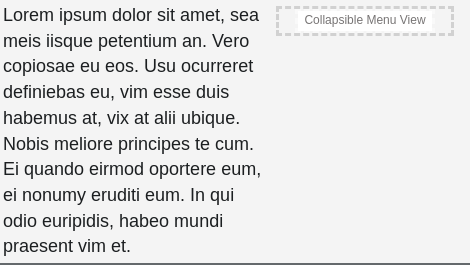 Lorem ipsum dolor sit amet, sea
meis iisque petentium an. Vero
copiosae eu eos. Usu ocurreret
definiebas eu, vim esse duis
habemus at, vix at alii ubique.
Nobis meliore principes te cum.
Ei quando eirmod oportere eum,
ei nonumy eruditi eum. In qui
odio euripidis, habeo mundi
praesent vim et.
Collapsible Menu View